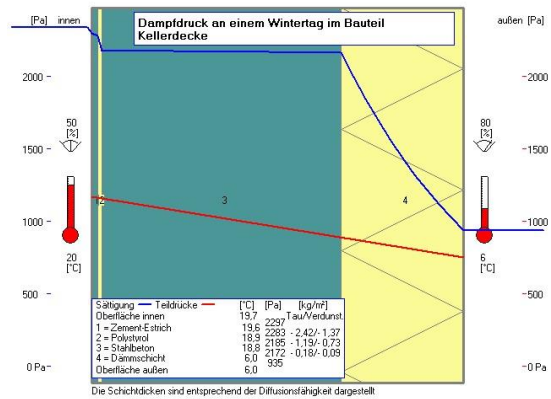 [Pa] innen
Dampfdruck an einem Wintertag im Bauteil
Kellerdecke
außen [Pa]
2000
-2000
50
[%]
80
[%]
1500
-1500
1 2
3
4
1000
-1000
20
[°C]
6
[°C]
500
-500
0 Pa
-0 Pa
Sättigung Teildrücke [°C] [Pa] [kg/m²]
Oberfläche innen 19,7 2297 Tau/Verdunst.
1 = Zement-Estrich 19,6 2283 - 2,42/- 1,37
2 = Polystyrol 18,9 2185 - 1,19/- 0,73
3 = Stahlbeton 18,8 2172 - 0,18/- 0,09
4 = Dämmschicht 6,0 935
Oberfläche außen 6,0
Die Schichtdicken sind entsprechend der Diffusionsfähigkeit dargestellt